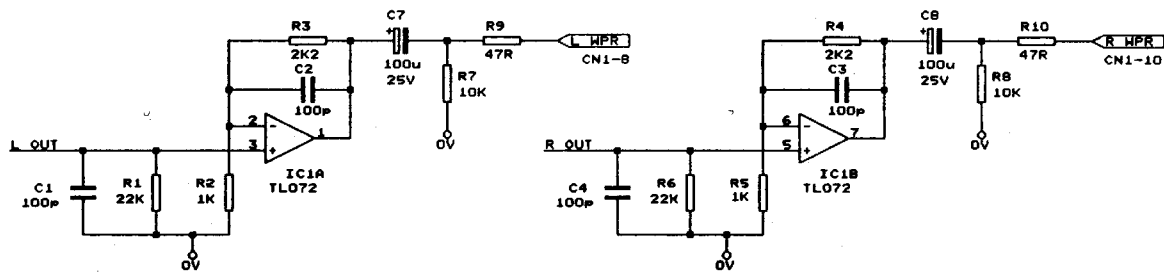 R3
2K2
C7
+
100u
25V
R9
47R
L WPR
CN1-8
C2
100p
R7
10K
0V
2
-
1
L OUT
3
+
IC1A
TL072
C1
100p
R1
22K
R2
1K
0V
R4
2K2
C8
+
100u
25V
R10
47R
R WPR
CN1-10
C3
100p
R8
10K
0V
6
-
7
R OUT
5
+
IC1B
TL072
C4
100p
R6
22K
R5
1K
0V